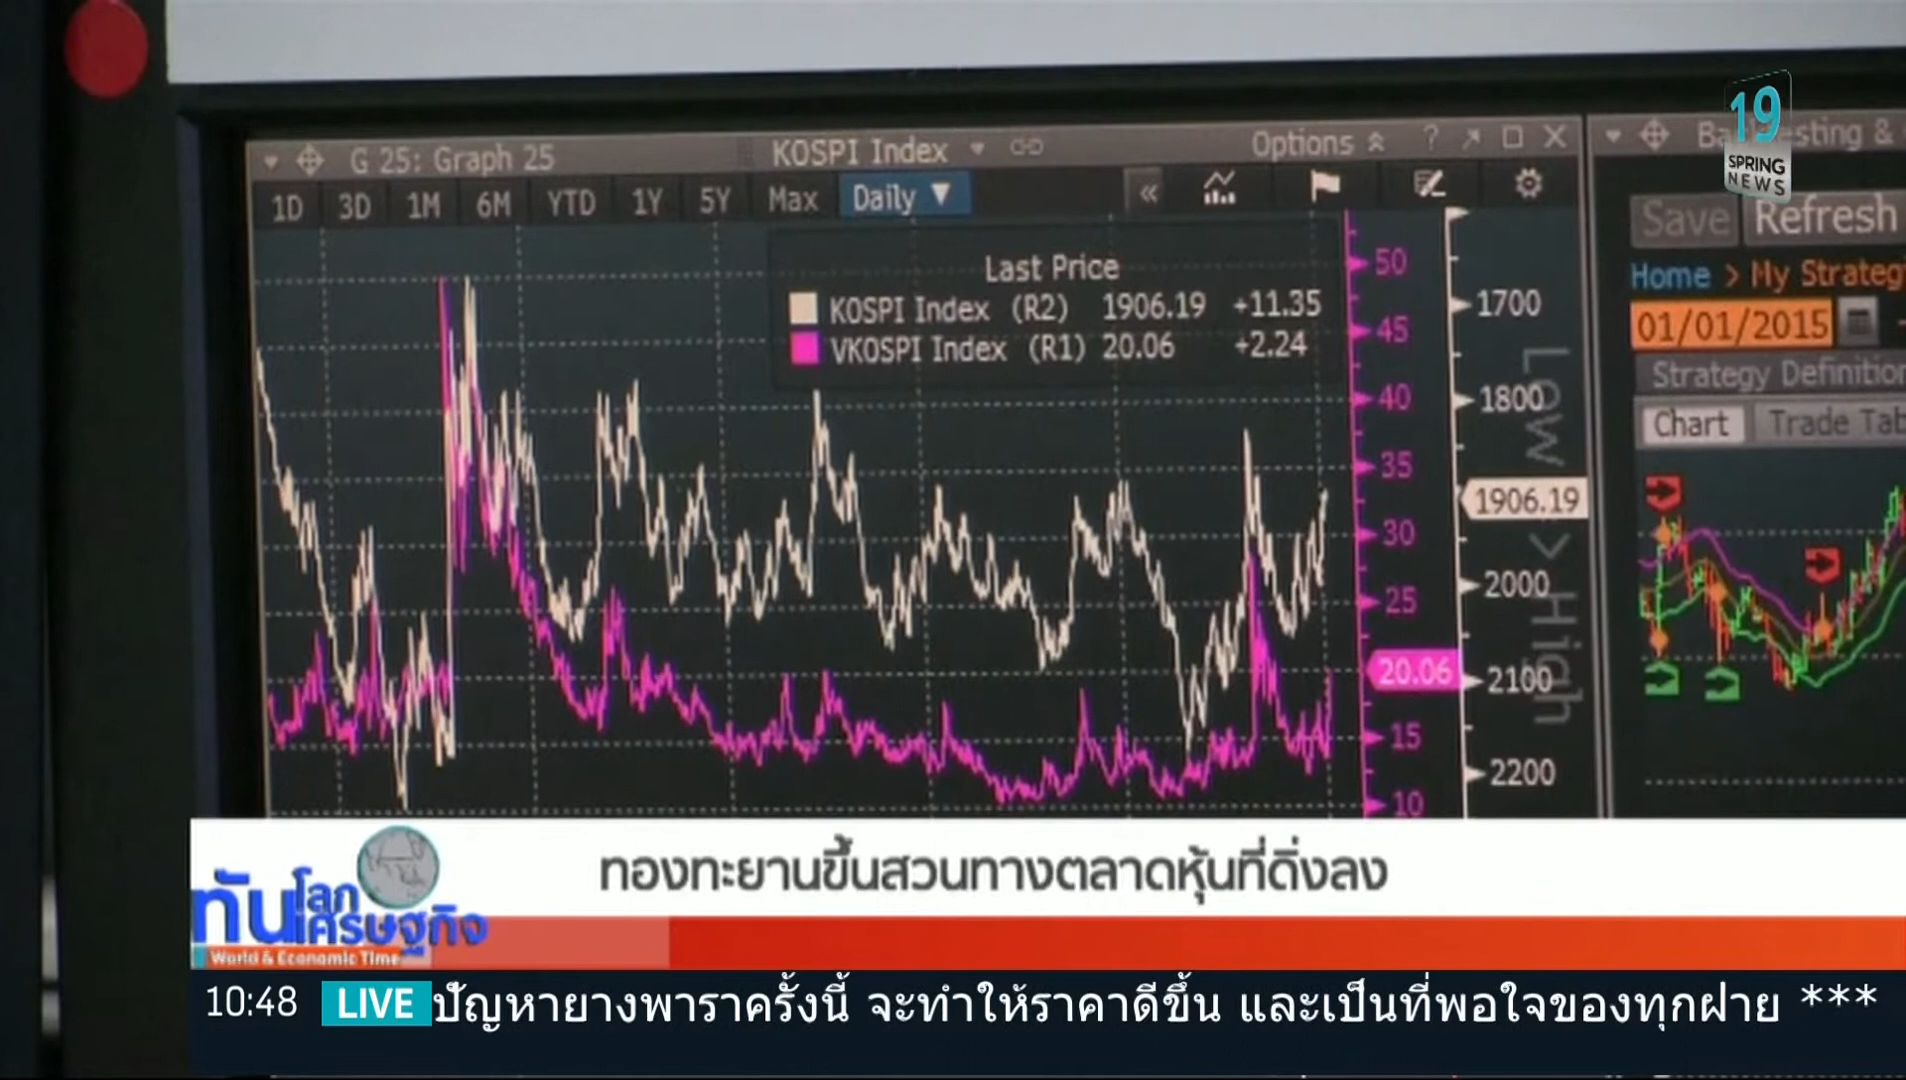 19
SPRING
NEWS
G 25: Graph 25
KOSPI Index
Options
?
1D 3D 1M 6M YTD 1Y 5Y Max Daily
Last Price
KOSPI Index (R2) 1906.19 +11.35
VKOSPI Index (R1) 20.06 +2.24
50
45
40
35
30
25
20.06
15
10
1700
1800
1906.19
2000
2100
2200
Low > High
Save Refresh
Home > My Strategy
01/01/2015
Strategy Definition
Chart Trade Tab
ทองทะยานขึ้นสวนทางตลาดหุ้นที่ดิ่งลง
ทันโลก
เศรษฐกิจ
World & Economic Time
10:48 LIVE ปัญหายางพาราครั้งนี้ จะทำให้ราคาดีขึ้น และเป็นที่พอใจของทุกฝ่าย ***